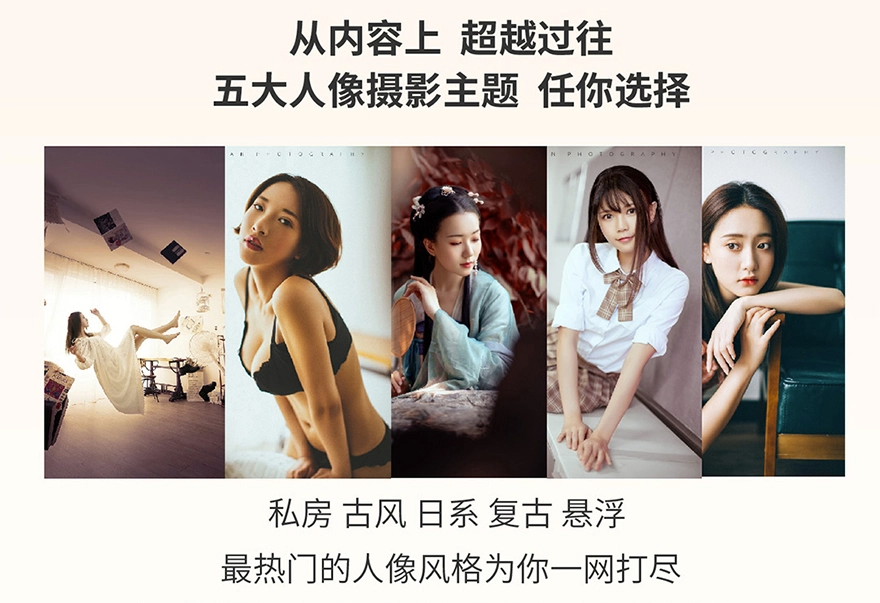 从内容上 超越过往
五大人像摄影主题 任你选择
N PHOTOGRAPHY
私房 古风 日系 复古 悬浮
最热门的人像风格为你一网打尽